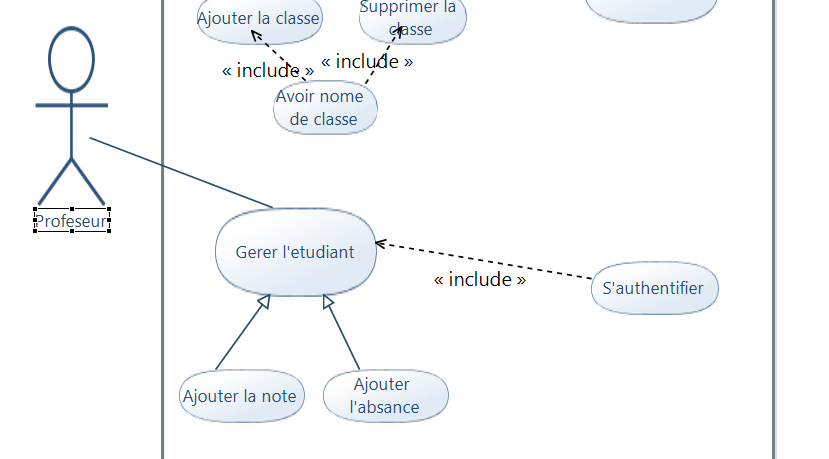 Ajouter la classe
Supprimer la
classe
« include »
« include »
Avoir nome
de classe
Profeseur
Gerer l'etudiant
« include »
S'authentifier
Ajouter la note
Ajouter
l'absance